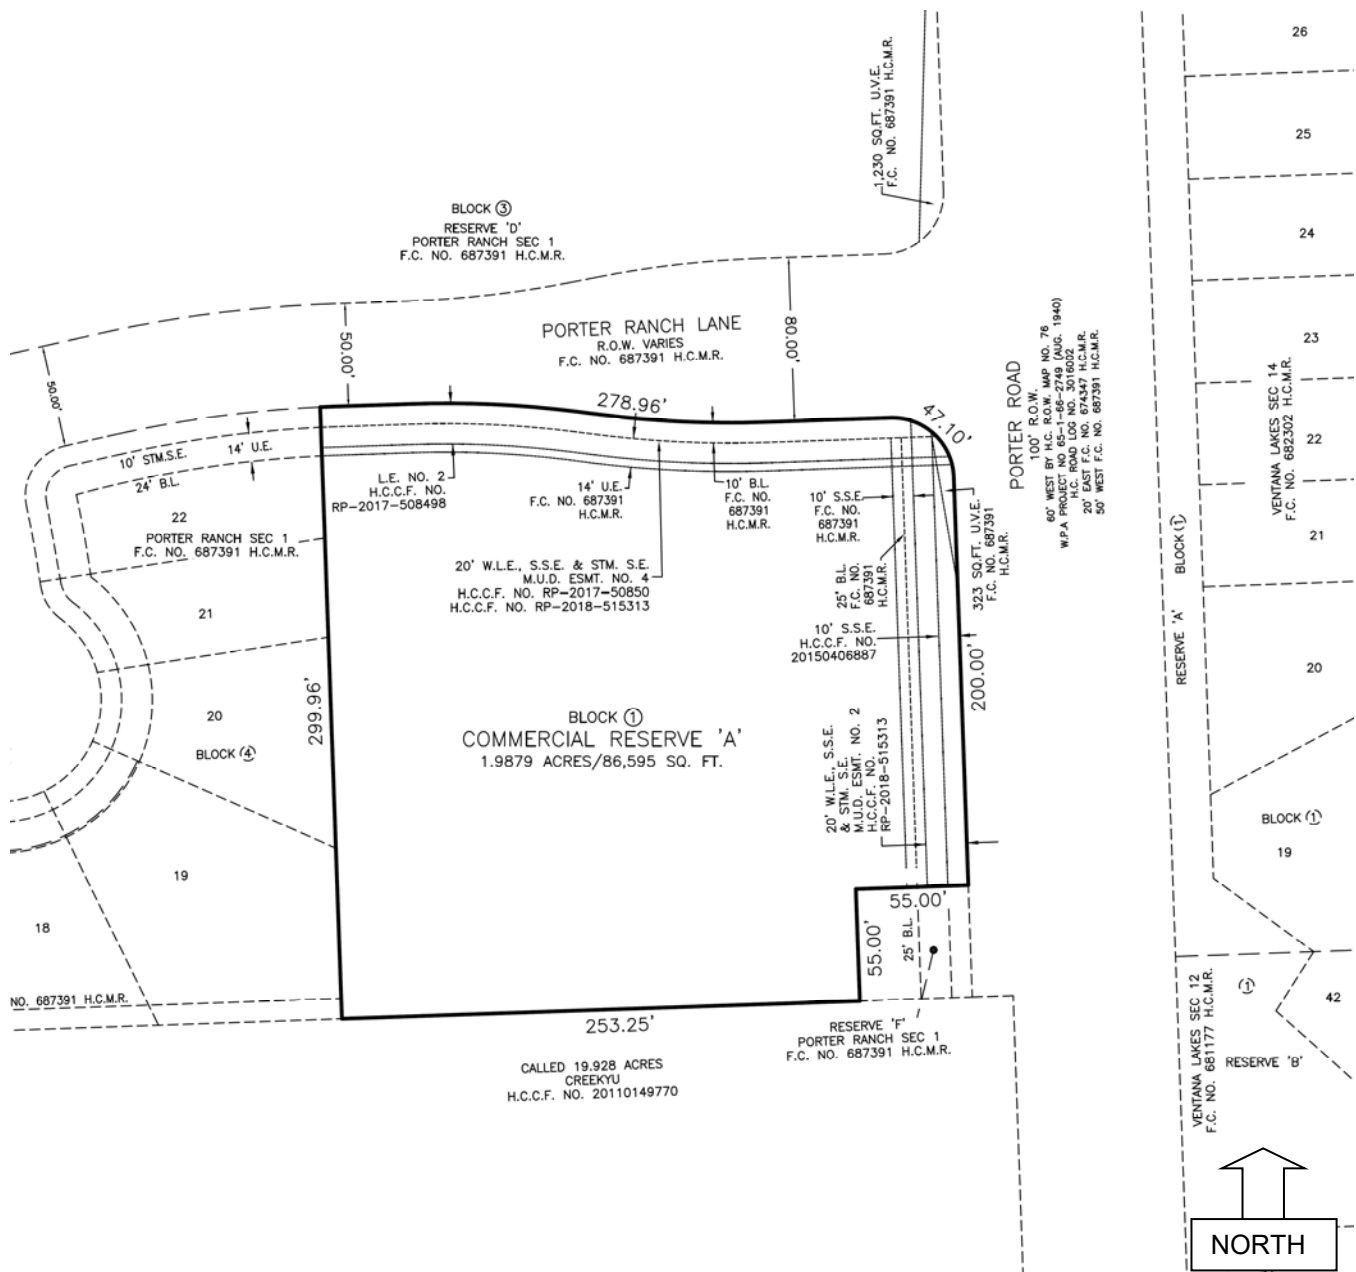 26
25
24
23
22
21
20
BLOCK ①
19
42
1,230 SQ.FT. U.V.E.
F.C. NO. 687391 H.C.M.R.
BLOCK ③
RESERVE 'D'
PORTER RANCH SEC 1
F.C. NO. 687391 H.C.M.R.
PORTER RANCH LANE
R.O.W. VARIES
F.C. NO. 687391 H.C.M.R.
50.00'
50.00'
80.00'
278.96'
47.10'
PORTER ROAD
100' R.O.W.
60' WEST BY H.C. R.O.W. MAP NO. 76
W.P.A PROJECT NO 65-1-66-2749 (AUG. 1940)
H.C. ROAD LOG NO. 3016002
20' EAST F.C. NO. 674347 H.C.M.R.
50' WEST F.C. NO. 687391 H.C.M.R.
VENTANA LAKES SEC 14
F.C. NO. 682302 H.C.M.R.
RESERVE 'A'
BLOCK ①
10' STM.S.E.
14' U.E.
24' B.L.
22
PORTER RANCH SEC 1
F.C. NO. 687391 H.C.M.R.
21
20
BLOCK ④
19
18
NO. 687391 H.C.M.R.
L.E. NO. 2
H.C.C.F. NO.
RP-2017-508498
14' U.E.
F.C. NO. 687391
H.C.M.R.
10' B.L.
F.C. NO.
687391
H.C.M.R.
10' S.S.E.
F.C. NO.
687391
H.C.M.R.
25' B.L.
F.C. NO.
687391
H.C.M.R.
323 SQ.FT. U.V.E.
F.C. NO. 687391
H.C.M.R.
20' W.L.E., S.S.E. & STM. S.E.
M.U.D. ESMT. NO. 4
H.C.C.F. NO. RP-2017-50850
H.C.C.F. NO. RP-2018-515313
10' S.S.E.
H.C.C.F. NO.
20150406887
200.00'
299.96'
BLOCK ①
COMMERCIAL RESERVE 'A'
1.9879 ACRES/86,595 SQ. FT.
20' W.L.E., S.S.E.
& STM. S.E.
M.U.D. ESMT. NO. 2
H.C.C.F. NO.
RP-2018-515313
55.00'
55.00'
25' B.L.
253.25'
RESERVE 'F'
PORTER RANCH SEC 1
F.C. NO. 687391 H.C.M.R.
CALLED 19.928 ACRES
CREEKYU
H.C.C.F. NO. 20110149770
VENTANA LAKES SEC 12
F.C. NO. 681177 H.C.M.R.
①
RESERVE 'B'
NORTH